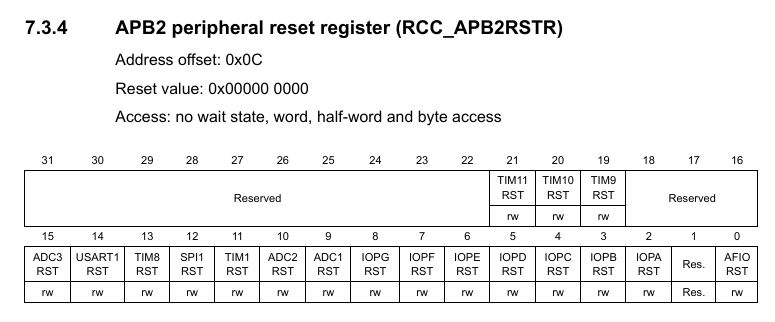 7.3.4 APB2 peripheral reset register (RCC_APB2RSTR)
Address offset: 0x0C
Reset value: 0x00000 0000
Access: no wait state, word, half-word and byte access
31 30 29 28 27 26 25 24 23 22 21 20 19 18 17 16
Reserved TIM11 RST TIM10 RST TIM9 RST Reserved
rw rw rw
15 14 13 12 11 10 9 8 7 6 5 4 3 2 1 0
ADC3 RST USART1 RST TIM8 RST SPI1 RST TIM1 RST ADC2 RST ADC1 RST IOPG RST IOPF RST IOPE RST IOPD RST IOPC RST IOPB RST IOPA RST Res. AFIO RST
rw rw rw rw rw rw rw rw rw rw rw rw rw rw Res. rw